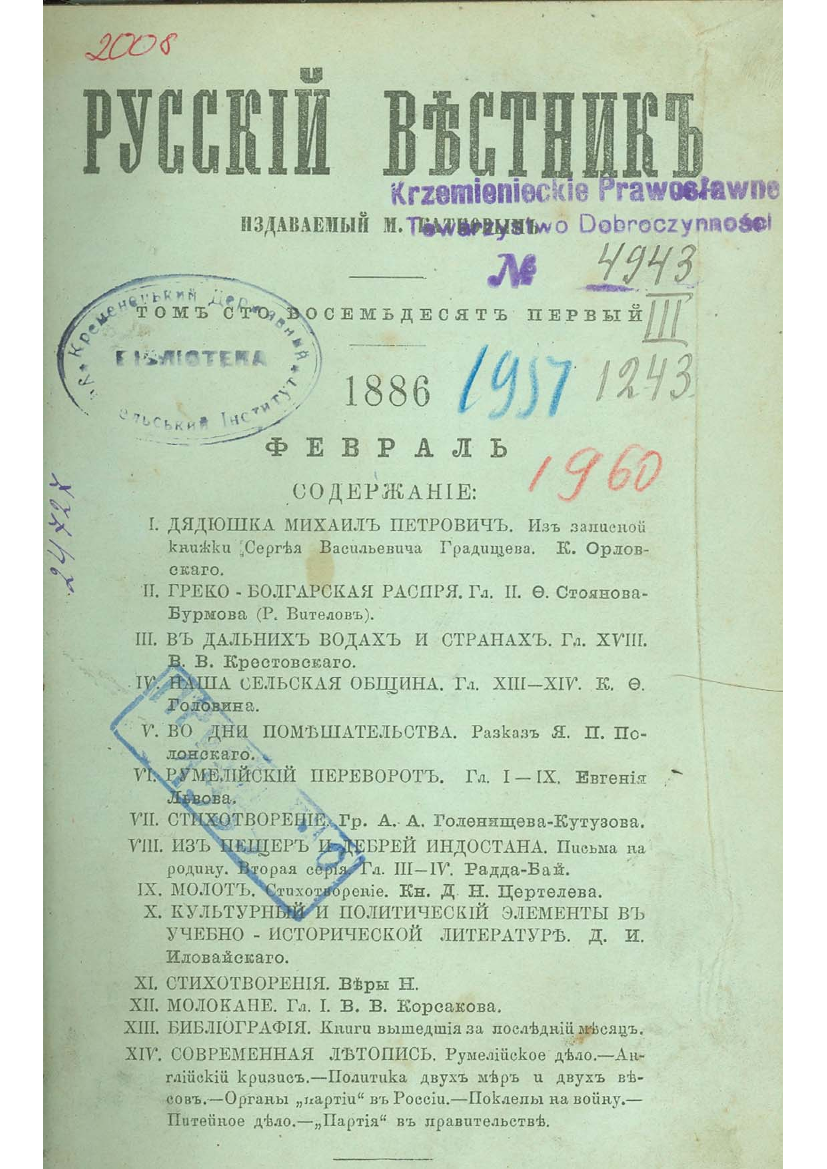 2008
РУССКІЙ ВѢСТНИКЪ
Krzemienieckie Prawosławne
ИЗДАВАЕМЫЙ М. КАТКОВЫМЪ
Towarzystwo Dobroczynności
№ 4943
III
ТОМЪ СТО ВОСЕМЬДЕСЯТЪ ПЕРВЫЙ
Кременецький Державний
БІБЛІОТЕКА
Інститут
1886
1957
1243
ФЕВРАЛЬ
1960
24727
СОДЕРЖАНІЕ:
I. ДЯДЮШКА МИХАИЛЪ ПЕТРОВИЧЪ. Изъ записной
книжки Сергѣя Васильевича Градищева. К. Орлов-
скаго.
II. ГРЕКО-БОЛГАРСКАЯ РАСПРЯ. Гл. II. Ѳ. Стоянова-
Бурмова (Р. Вителовъ).
III. ВЪ ДАЛЬНИХЪ ВОДАХЪ И СТРАНАХЪ. Гл. XVIII.
В. В. Крестовскаго.
IV. НАША СЕЛЬСКАЯ ОБЩИНА. Гл. XIII—XIV. К. Ѳ.
Головина.
V. ВО ДНИ ПОМѢШАТЕЛЬСТВА. Разказъ Я. П. По-
лонскаго.
VI. РУМЕЛІЙСКІЙ ПЕРЕВОРОТЪ. Гл. I—IX. Евгенія
Львова.
VII. СТИХОТВОРЕНІЕ. Гр. А. А. Голенищева-Кутузова.
VIII. ИЗЪ ПЕЩЕРЪ И ДЕБРЕЙ ИНДОСТАНА. Письма на
родину. Вторая серія. Гл. III—IV. Радда-Бай.
IX. МОЛОТЪ. Стихотвореніе. Кн. Д. Н. Цертелева.
X. КУЛЬТУРНЫЙ И ПОЛИТИЧЕСКІЙ ЭЛЕМЕНТЫ ВЪ
УЧЕБНО-ИСТОРИЧЕСКОЙ ЛИТЕРАТУРѢ. Д. И.
Иловайскаго.
XI. СТИХОТВОРЕНІЯ. Вѣры Н.
XII. МОЛОКАНЕ. Гл. I. В. В. Корсакова.
XIII. БИБЛІОГРАФІЯ. Книги вышедшія за послѣдній мѣсяцъ.
XIV. СОВРЕМЕННАЯ ЛѢТОПИСЬ. Румелійское дѣло.—Ан-
глійскій кризисъ.—Политика двухъ мѣръ и двухъ вѣ-
совъ.—Органы „партіи“ въ Россіи.—Поклепы на войну.—
Питейное дѣло.—„Партія“ въ правительствѣ.